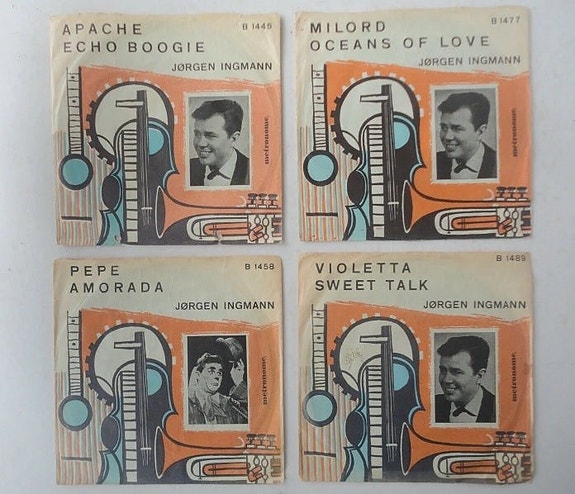 APACHE
B 1445
ECHO BOOGIE
JØRGEN INGMANN
metronome
MILORD
B 1477
OCEANS OF LOVE
JØRGEN INGMANN
metronome
PEPE
B 1458
AMORADA
JØRGEN INGMANN
metronome
VIOLETTA
B 1489
SWEET TALK
JØRGEN INGMANN
metronome